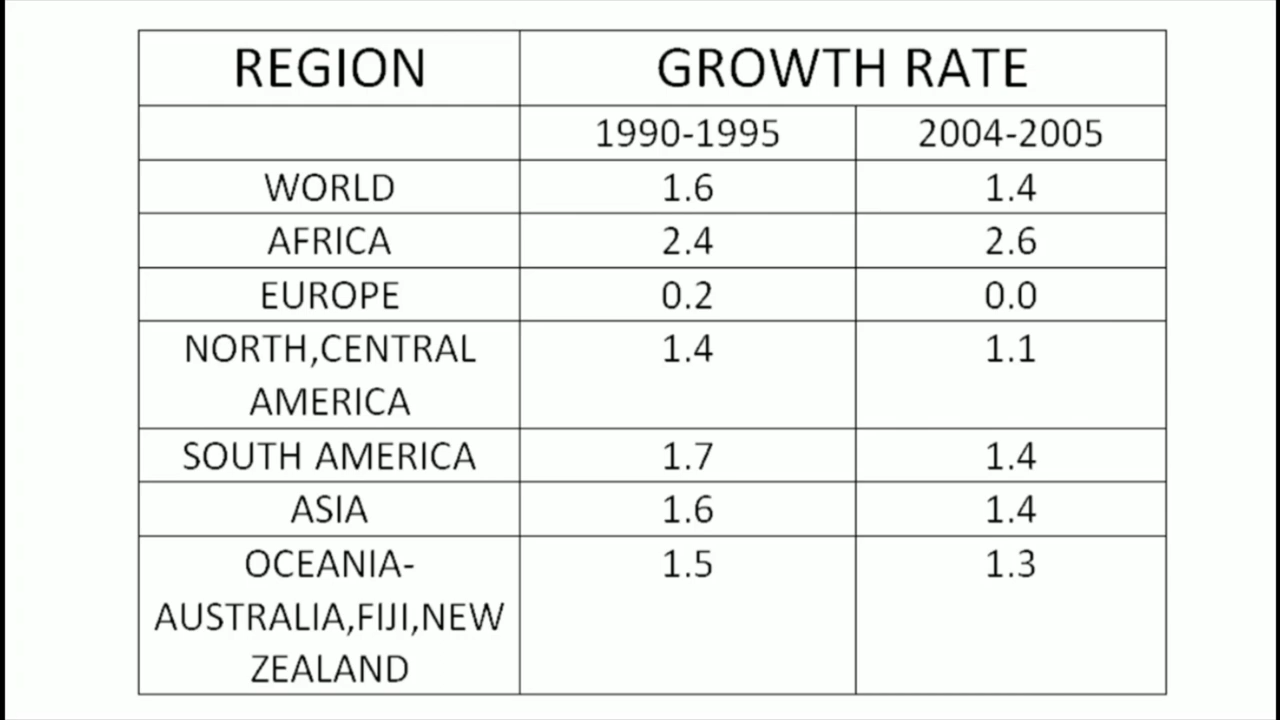 REGION GROWTH RATE
1990-1995 2004-2005
WORLD 1.6 1.4
AFRICA 2.4 2.6
EUROPE 0.2 0.0
NORTH,CENTRAL 1.4 1.1
AMERICA
SOUTH AMERICA 1.7 1.4
ASIA 1.6 1.4
OCEANIA- 1.5 1.3
AUSTRALIA,FIJI,NEW
ZEALAND